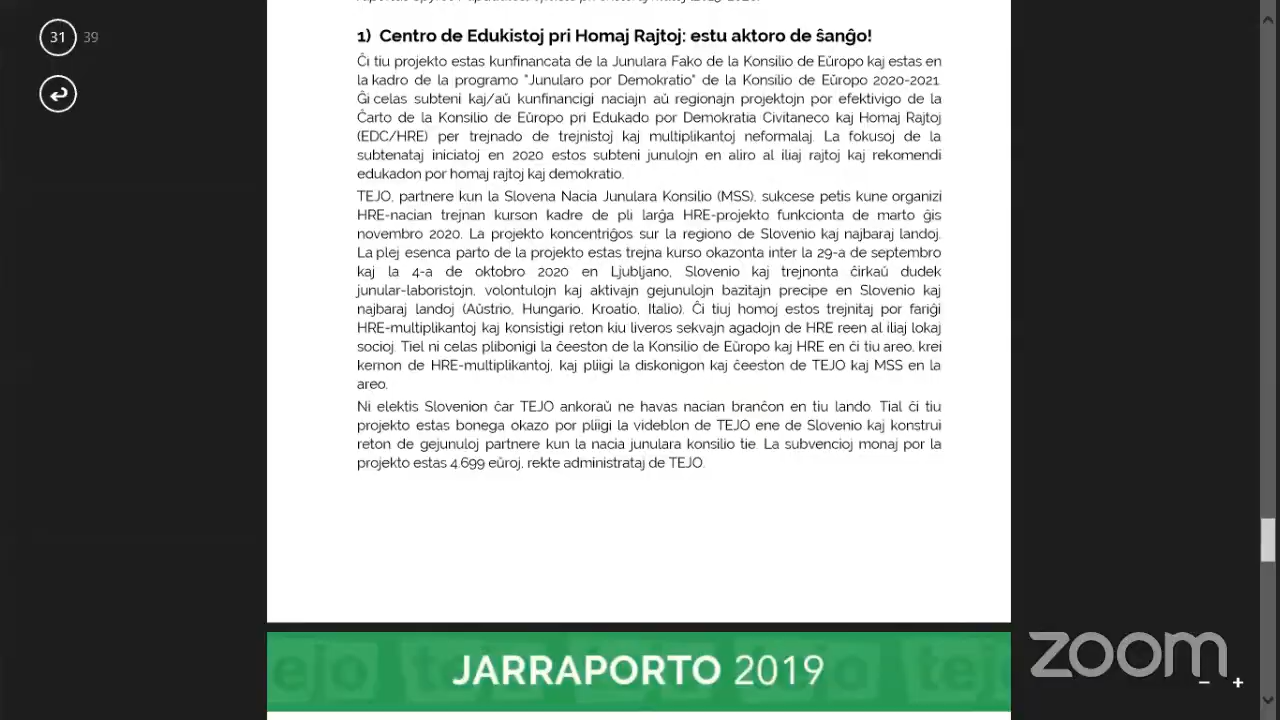 31 39
1) Centro de Edukistoj pri Homaj Rajtoj: estu aktoro de ŝanĝo!
Ĉi tiu projekto estas kunfinancata de la Junulara Fako de la Konsilio de Eŭropo kaj estas en
la kadro de la programo "Junularo por Demokratio" de la Konsilio de Eŭropo 2020-2021.
Ĝi celas subteni kaj/aŭ kunfinancigi naciajn aŭ regionajn projektojn por efektivigo de la
Ĉarto de la Konsilio de Eŭropo pri Edukado por Demokratia Civitaneco kaj Homaj Rajtoj
(EDC/HRE) per trejnado de trejnistoj kaj multiplikantoj neformalaj. La fokusoj de la
subtenataj iniciatoj en 2020 estos subteni junulojn en aliro al iliaj rajtoj kaj rekomendi
edukadon por homaj rajtoj kaj demokratio.
TEJO, partnere kun la Slovena Nacia Junulara Konsilio (MSS), sukcese petis kune organizi
HRE-nacian trejnan kurson kadre de pli larĝa HRE-projekto funkcionta de marto ĝis
novembro 2020. La projekto koncentriĝos sur la regiono de Slovenio kaj najbaraj landoj.
La plej esenca parto de la projekto estas trejna kurso okazonta inter la 29-a de septembro
kaj la 4-a de oktobro 2020 en Ljubljano, Slovenio kaj trejnonta ĉirkaŭ dudek
junular-laboristojn, volontulojn kaj aktivajn gejunulojn bazitajn precipe en Slovenio kaj
najbaraj landoj (Aŭstrio, Hungario, Kroatio, Italio). Ĉi tiuj homoj estos trejnitaj por fariĝi
HRE-multiplikantoj kaj konsistigi reton kiu liveros sekvajn agadojn de HRE reen al iliaj lokaj
socioj. Tiel ni celas plibonigi la ĉeeston de la Konsilio de Eŭropo kaj HRE en ĉi tiu areo, krei
kernon de HRE-multiplikantoj, kaj pliigi la diskonigon kaj ĉeeston de TEJO kaj MSS en la
areo.
Ni elektis Slovenion ĉar TEJO ankoraŭ ne havas nacian branĉon en tiu lando. Tial ĉi tiu
projekto estas bonega okazo por pliigi la videblon de TEJO ene de Slovenio kaj konstrui
reton de gejunuloj partnere kun la nacia junulara konsilio tie. La subvencioj monaj por la
projekto estas 4.699 eŭroj, rekte administrataj de TEJO.
JARRAPORTO 2019
zoom